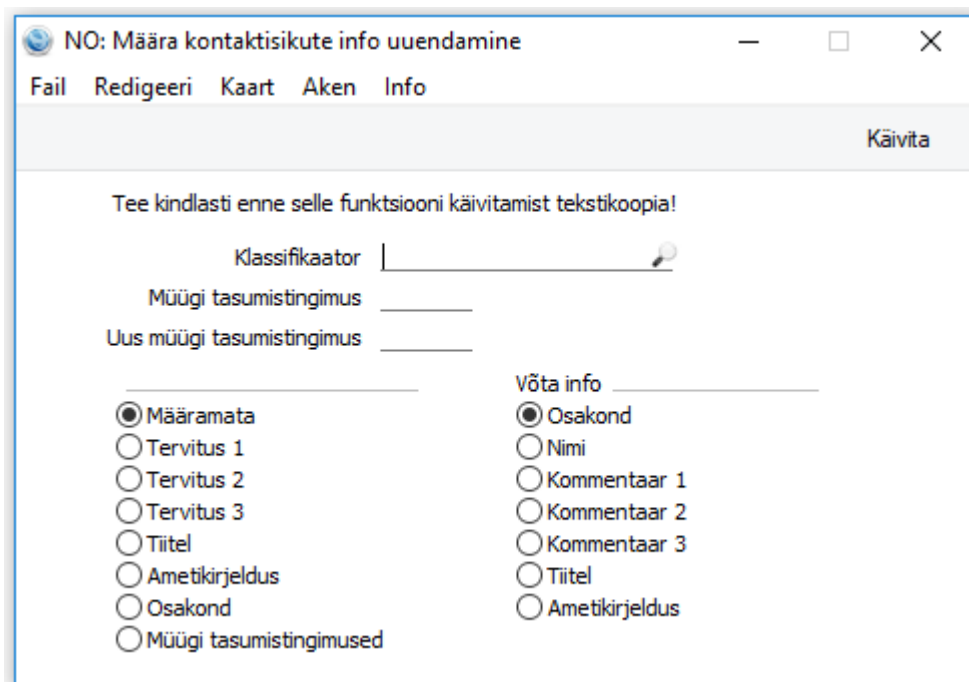 NO: Määra kontaktisikute info uuendamine
Fail Redigeeri Kaart Aken Info
Käivita
Tee kindlasti enne selle funktsiooni käivitamist tekstikoopia!
Klassifikaator
Müügi tasumistingimus
Uus müügi tasumistingimus
Määramata
Tervitus 1
Tervitus 2
Tervitus 3
Tiitel
Ametikirjeldus
Osakond
Müügi tasumistingimused
Võta info
Osakond
Nimi
Kommentaar 1
Kommentaar 2
Kommentaar 3
Tiitel
Ametikirjeldus